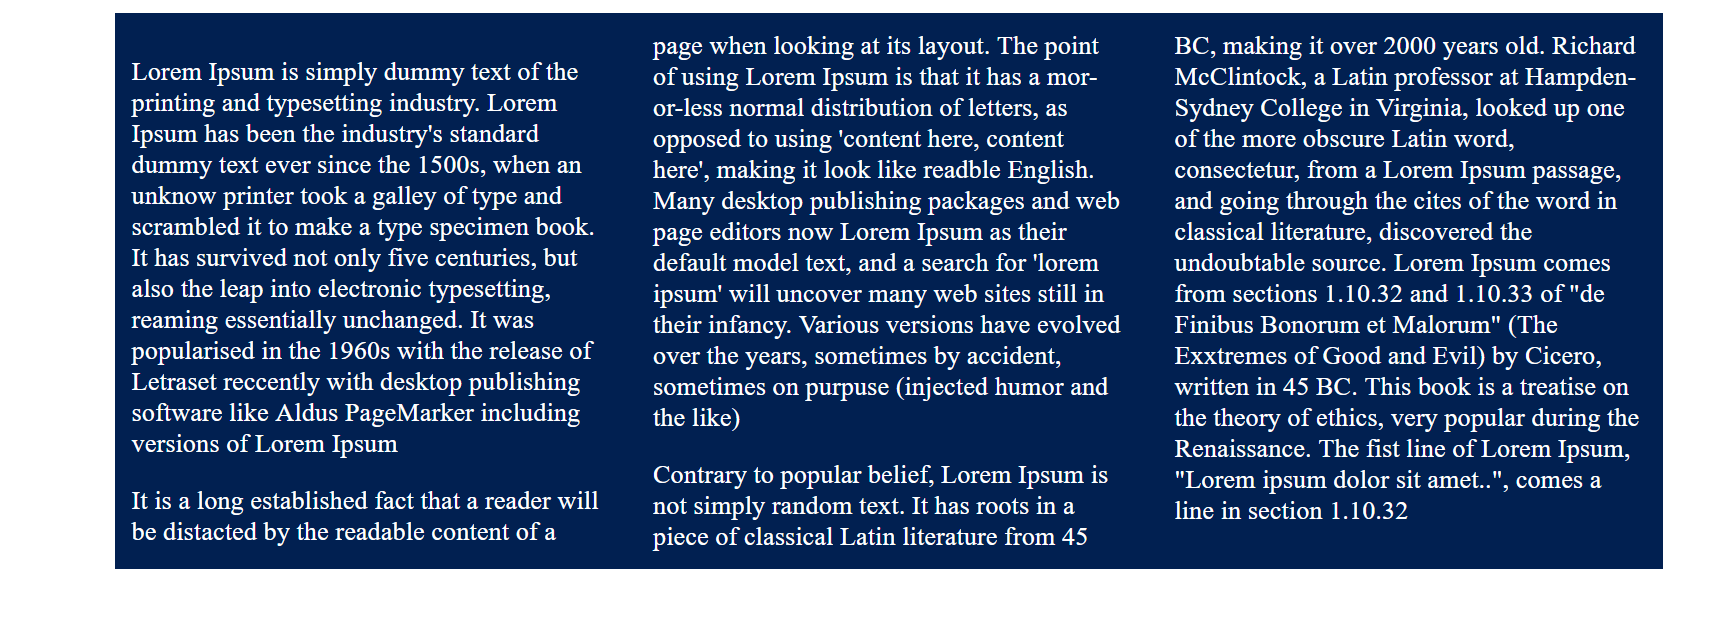 Lorem Ipsum is simply dummy text of the
printing and typesetting industry. Lorem
Ipsum has been the industry's standard
dummy text ever since the 1500s, when an
unknow printer took a galley of type and
scrambled it to make a type specimen book.
It has survived not only five centuries, but
also the leap into electronic typesetting,
reaming essentially unchanged. It was
popularised in the 1960s with the release of
Letraset reccently with desktop publishing
software like Aldus PageMarker including
versions of Lorem Ipsum
It is a long established fact that a reader will
be distacted by the readable content of a
page when looking at its layout. The point
of using Lorem Ipsum is that it has a mor-
or-less normal distribution of letters, as
opposed to using 'content here, content
here', making it look like readble English.
Many desktop publishing packages and web
page editors now Lorem Ipsum as their
default model text, and a search for 'lorem
ipsum' will uncover many web sites still in
their infancy. Various versions have evolved
over the years, sometimes by accident,
sometimes on purpuse (injected humor and
the like)
Contrary to popular belief, Lorem Ipsum is
not simply random text. It has roots in a
piece of classical Latin literature from 45
BC, making it over 2000 years old. Richard
McClintock, a Latin professor at Hampden-
Sydney College in Virginia, looked up one
of the more obscure Latin word,
consectetur, from a Lorem Ipsum passage,
and going through the cites of the word in
classical literature, discovered the
undoubtable source. Lorem Ipsum comes
from sections 1.10.32 and 1.10.33 of "de
Finibus Bonorum et Malorum" (The
Exxtremes of Good and Evil) by Cicero,
written in 45 BC. This book is a treatise on
the theory of ethics, very popular during the
Renaissance. The fist line of Lorem Ipsum,
"Lorem ipsum dolor sit amet..", comes a
line in section 1.10.32